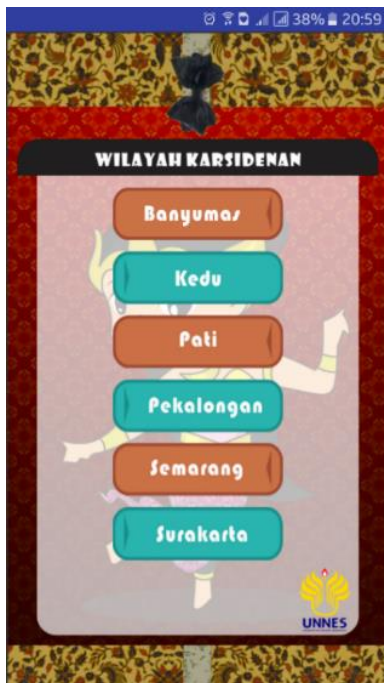 38% 20:59
WILAYAH KARSIDENAN
Banyumas
Kedu
Pati
Pekalongan
Semarang
Surakarta
UNNES